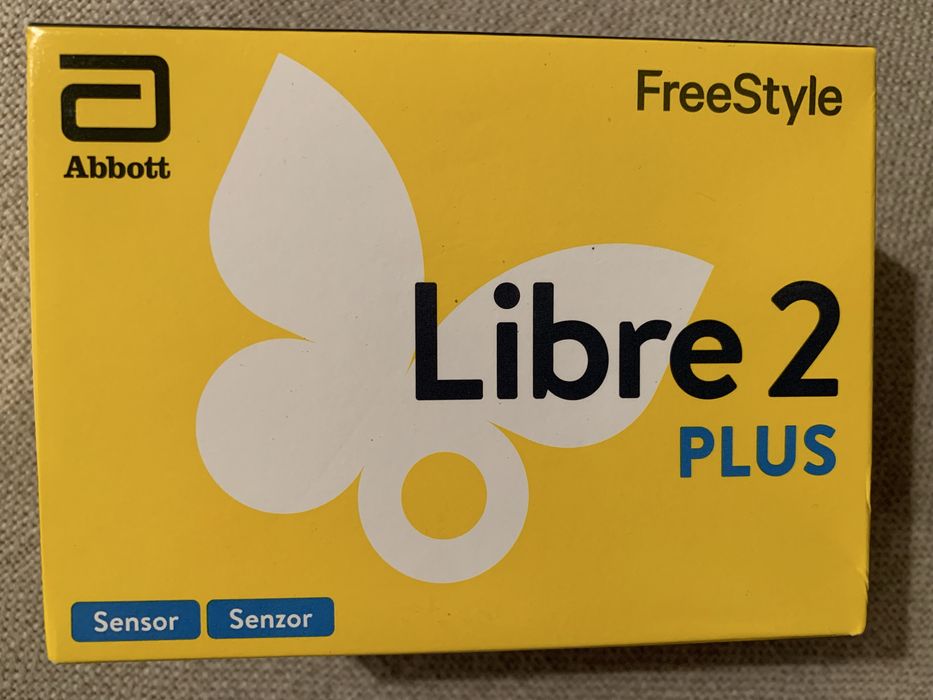 Abbott
FreeStyle
Libre 2
PLUS
Sensor
Senzor